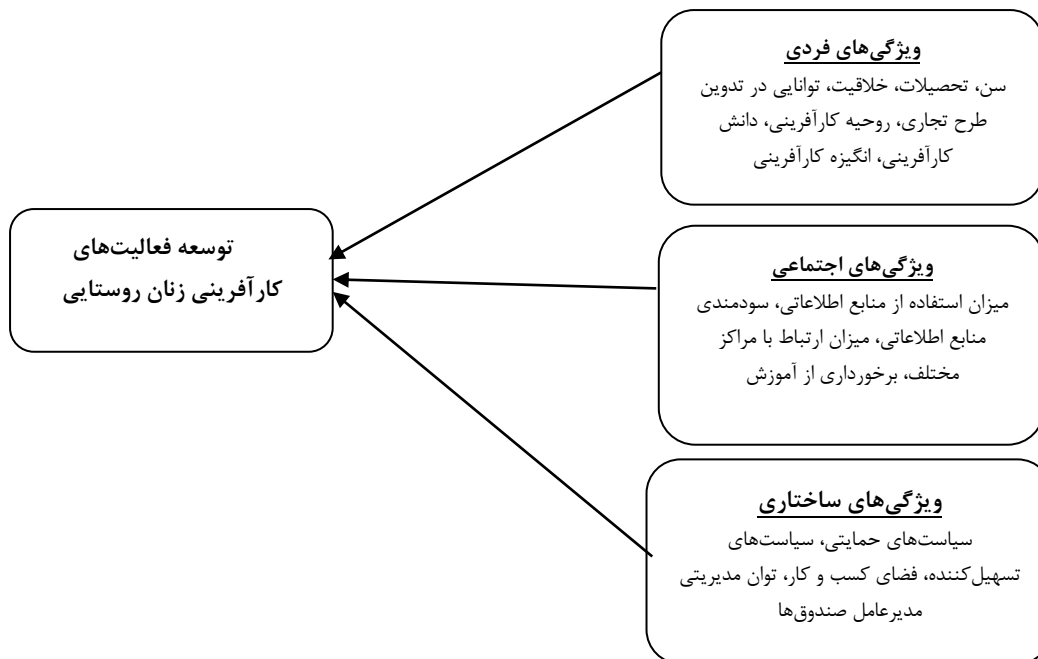 ویژگی‌های فردی
سن، تحصیلات، خلاقیت، توانایی در تدوین
طرح تجاری، روحیه کارآفرینی، دانش
کارآفرینی، انگیزه کارآفرینی
توسعه فعالیت‌های
کارآفرینی زنان روستایی
ویژگی‌های اجتماعی
میزان استفاده از منابع اطلاعاتی، سودمندی
منابع اطلاعاتی، میزان ارتباط با مراکز
مختلف، برخورداری از آموزش
ویژگی‌های ساختاری
سیاست‌های حمایتی، سیاست‌های
تسهیل‌کننده، فضای کسب و کار، توان مدیریتی
مدیرعامل صندوق‌ها